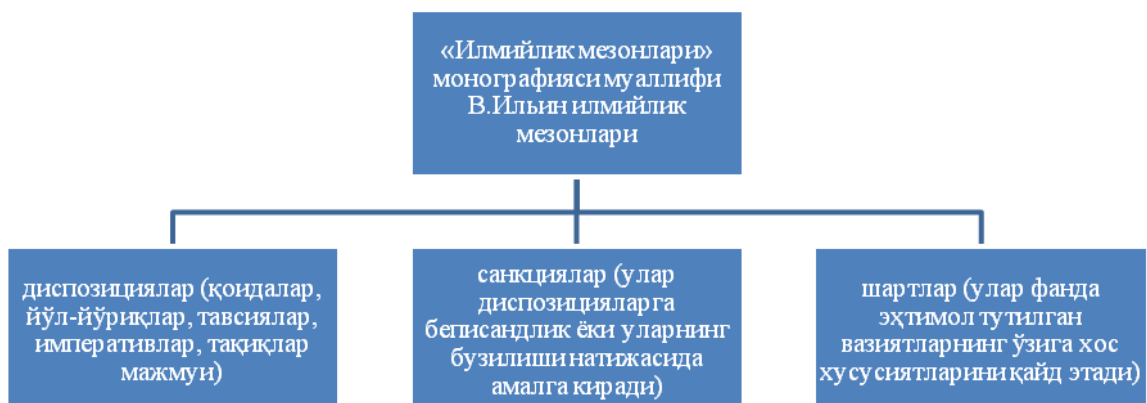 «Илмийлик мезонлари»
монографияси муаллифи
В.Ильин илмийлик
мезонлари
диспозициялар (қоидалар,
йўл-йўриқлар, тавсиялар,
императивлар, тақиқлар
мажмуи)
санкциялар (улар
диспозицияларга
беписандлик ёки уларнинг
бузилиши натижасида
амалга киради)
шартлар (улар фанда
эҳтимол тутилган
вазиятларнинг ўзига хос
хусусиятларини қайд этади)